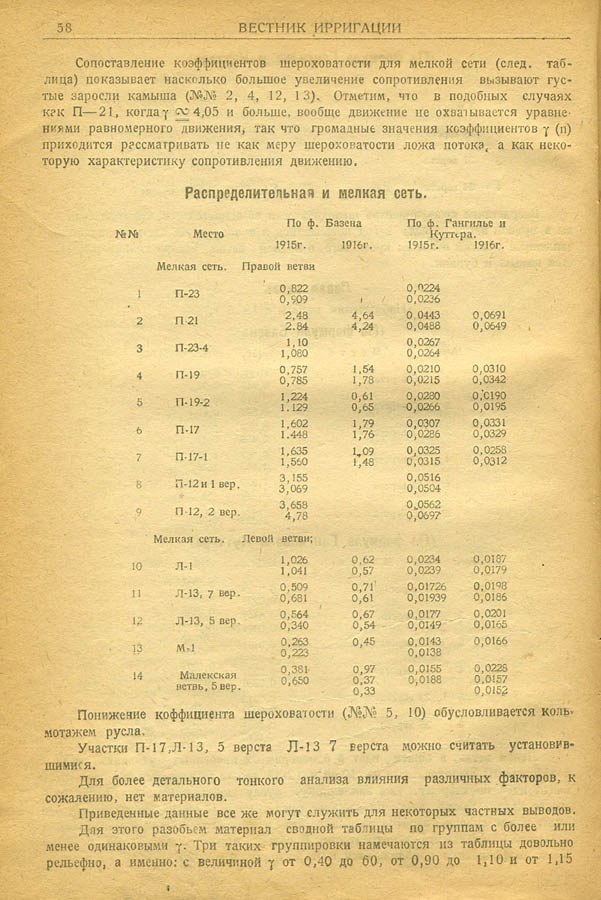 58 ВЕСТНИК ИРРИГАЦИИ
Сопоставление коэффициентов шероховатости для мелкой сети (след. таб-
лица) показывает насколько большое увеличение сопротивления вызывают гус-
тые заросли камыша (№№ 2, 4, 12, 13). Отметим, что в подобных случаях
как П—21, когда γ ∝ 4,05 и больше, вообще движение не охватывается уравне-
ниями равномерного движения, так что громадные значения коэффициентов γ (n)
приходится рассматривать не как меру шероховатости ложа потока, а как неко-
торую характеристику сопротивления движению.
Распределительная и мелкая сеть.
№№ Место По ф. Базена По ф. Гангилье и Куттера.
1915г. 1916г. 1915г. 1916г.
Мелкая сеть. Правой ветви
1 П-23 0,822 0,0224
0,909 0,0236
2 П 21 2,48 4,64 0,0443 0,0691
2.84 4,24 0,0488 0,0649
3 П-23-4 1,10 0,0267
1,080 0,0264
4 П-19 0,757 1,54 0,0210 0,0310
0,785 1,78 0,0215 0,0342
5 П-19-2 1,224 0,61 0,0280 0,0190
1.129 0,65 0,0266 0,0195
6 П-17 1,602 1,79 0,0307 0,0331
1.448 1,76 0,0286 0,0329
7 П-17-1 1,635 1,09 0,0325 0,0258
1,560 1,48 0,0315 0,0312
8 П-12 и 1 вер. 3,155 0,0516
3,069 0,0504
9 П 12, 2 вер. 3,658 0,0562
4,78 0,0697
Мелкая сеть. Левой ветви;
10 Л-1 1,026 0,62 0,0234 0,0187
1,041 0,57 0,0239 0,0179
11 Л-13, 7 вер. 0,509 0,71 0,01726 0,0198
0,681 0,61 0,01939 0,0186
12 Л-13, 5 вер. 0,564 0,67 0,0177 0,0201
0,340 0,54 0,0149 0,0165
13 М-1 0,263 0,45 0,0143 0,0166
0,223 0,0138
14 Малекская 0,381 0,97 0,0155 0,0228
ветвь, 5 вер. 0,650 0,37 0,0188 0,0157
0,33 0,0152
Понижение коффициента шероховатости (№№ 5, 10) обусловливается коль-
мотажем русла.
Участки П-17,Л-13, 5 верста Л-13 7 верста можно считать установив-
шимися.
Для более детального тонкого анализа влияния различных факторов, к
сожалению, нет материалов.
Приведенные данные все же могут служить для некоторых частных выводов.
Для этого разобьем материал сводной таблицы по группам с более или
менее одинаковыми γ. Три таких группировки намечаются из таблицы довольно
рельефно, а именно: с величиной γ от 0,40 до 60, от 0,90 до 1,10 и от 1,15